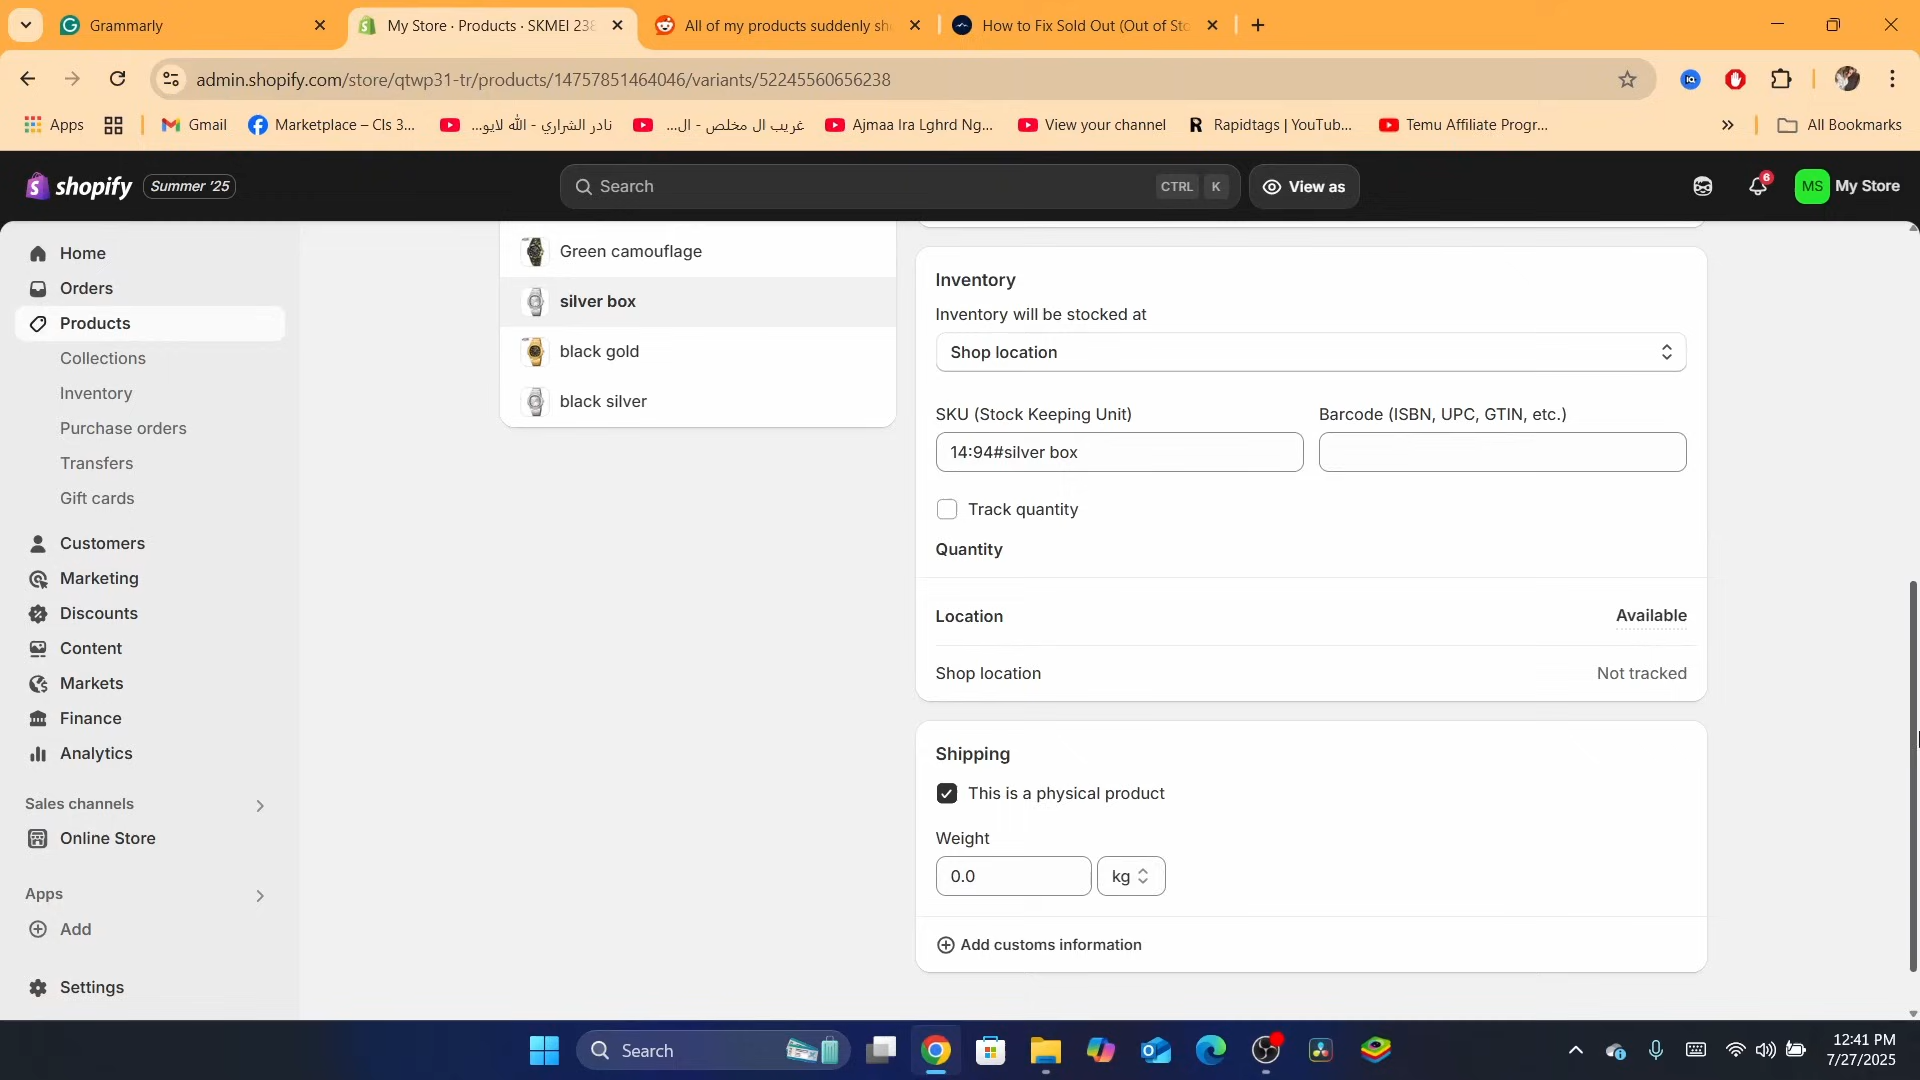 Grammarly
My Store · Products · SKMEI 238
All of my products suddenly sh
How to Fix Sold Out (Out of Sto
admin.shopify.com/store/qtwp31-tr/products/14757851464046/variants/52245560656238
Apps
Gmail
Marketplace – Cls 3...
نادر الشراري - الله لايو...
غريب ال مخلص - ال...
Ajmaa Ira Lghrd Ng...
View your channel
Rapidtags | YouTub...
Temu Affiliate Progr...
All Bookmarks
shopify
Summer '25
Search
CTRL K
View as
6
MS
My Store
Home
Orders
Products
Collections
Inventory
Purchase orders
Transfers
Gift cards
Customers
Marketing
Discounts
Content
Markets
Finance
Analytics
Sales channels
Online Store
Apps
Add
Settings
Green camouflage
silver box
black gold
black silver
Inventory
Inventory will be stocked at
Shop location
SKU (Stock Keeping Unit)
Barcode (ISBN, UPC, GTIN, etc.)
14:94#silver box
Track quantity
Quantity
Location
Available
Shop location
Not tracked
Shipping
This is a physical product
Weight
0.0
kg
Add customs information
Search
12:41 PM
7/27/2025